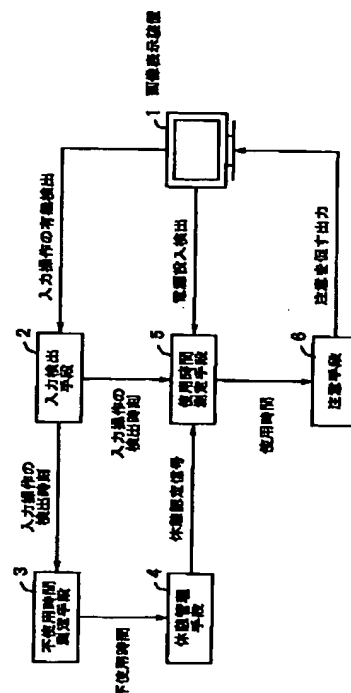 画像表示装置
1
入力操作の有無検出
電源投入検出
注意を促す出力
2
入力検出
手段
入力操作の
検出時刻
入力操作の
検出時刻
5
使用時間
測定手段
使用時間
6
注意手段
3
不使用時間
測定手段
不使用時間
4
休憩管理
手段
休憩認定信号